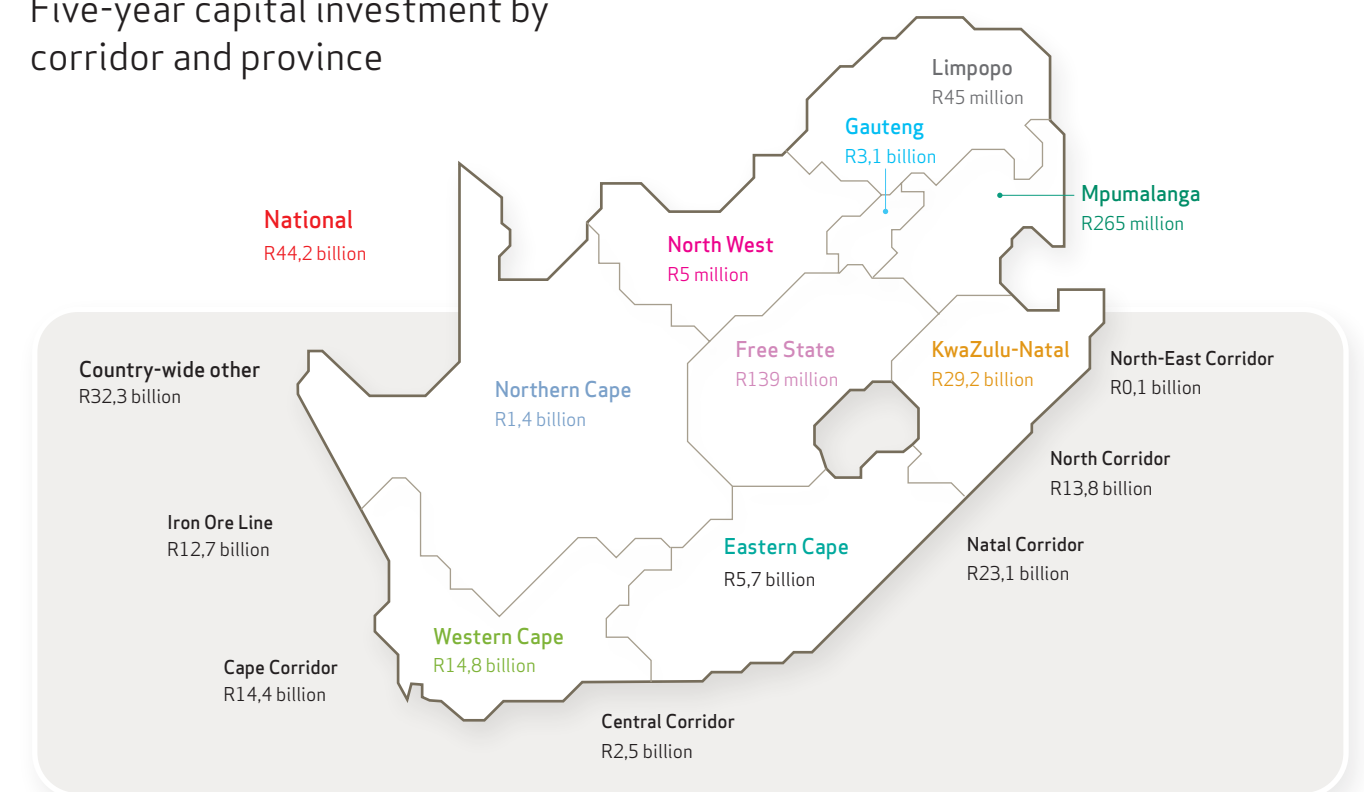 Five-year capital investment by
corridor and province
Limpopo
R45 million
Gauteng
R3,1 billion
Mpumalanga
R265 million
National
R44,2 billion
North West
R5 million
Free State
R139 million
KwaZulu-Natal
R29,2 billion
North-East Corridor
R0,1 billion
Country-wide other
R32,3 billion
Northern Cape
R1,4 billion
North Corridor
R13,8 billion
Iron Ore Line
R12,7 billion
Eastern Cape
R5,7 billion
Natal Corridor
R23,1 billion
Western Cape
R14,8 billion
Cape Corridor
R14,4 billion
Central Corridor
R2,5 billion